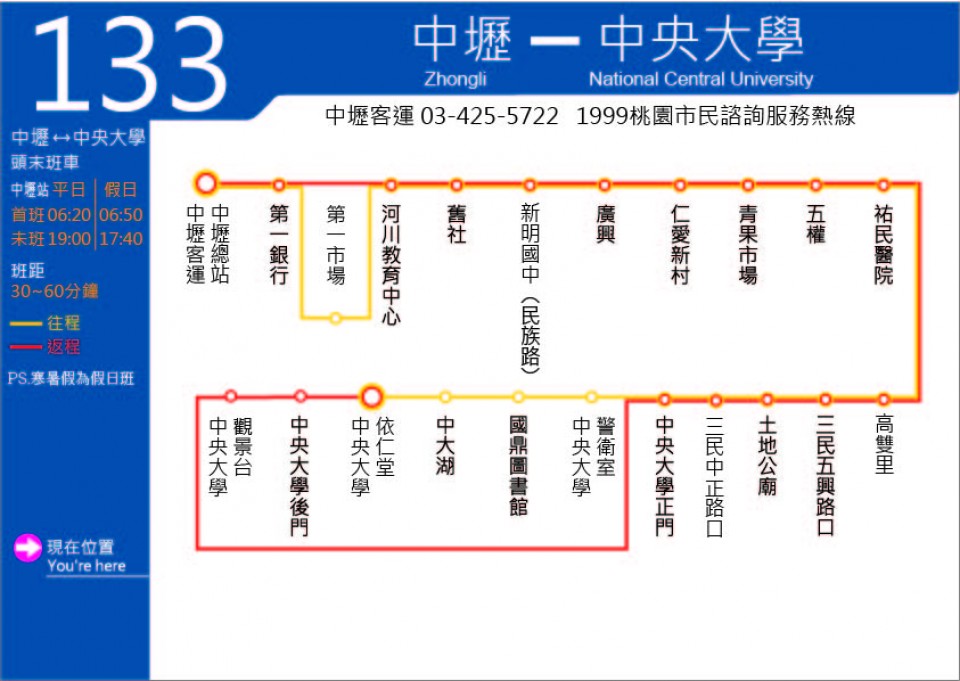 133
中壢 — 中央大學
Zhongli National Central University
中壢客運 03-425-5722 1999桃園市民諮詢服務熱線
中壢↔中央大學
頭末班車
中壢站 平日 | 假日
首班 06:20 | 06:50
末班 19:00 | 17:40
班距
30~60分鐘
往程
返程
PS.寒暑假為假日班
現在位置
You're here
中壢客運
中壢總站
第一銀行
第一市場
河川教育中心
舊社
新明國中（民族路）
廣興
仁愛新村
青果市場
五權
祐民醫院
中央大學
觀景台
中央大學後門
中央大學
依仁堂
中大湖
國鼎圖書館
中央大學
警衛室
中央大學正門
三民中正路口
土地公廟
三民五興路口
高雙里